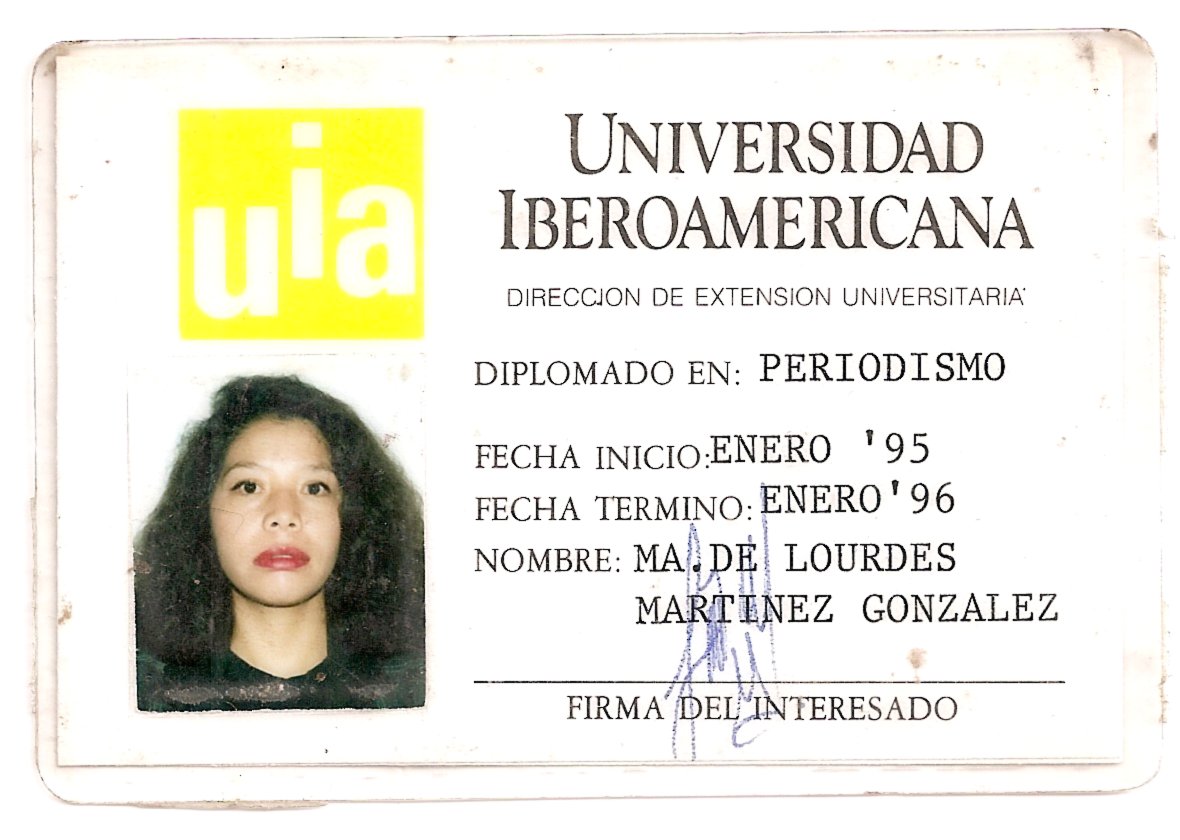 uia
UNIVERSIDAD
IBEROAMERICANA
DIRECCION DE EXTENSION UNIVERSITARIA
DIPLOMADO EN: PERIODISMO
FECHA INICIO: ENERO '95
FECHA TERMINO: ENERO '96
NOMBRE: MA. DE LOURDES
MARTINEZ GONZALEZ
FIRMA DEL INTERESADO